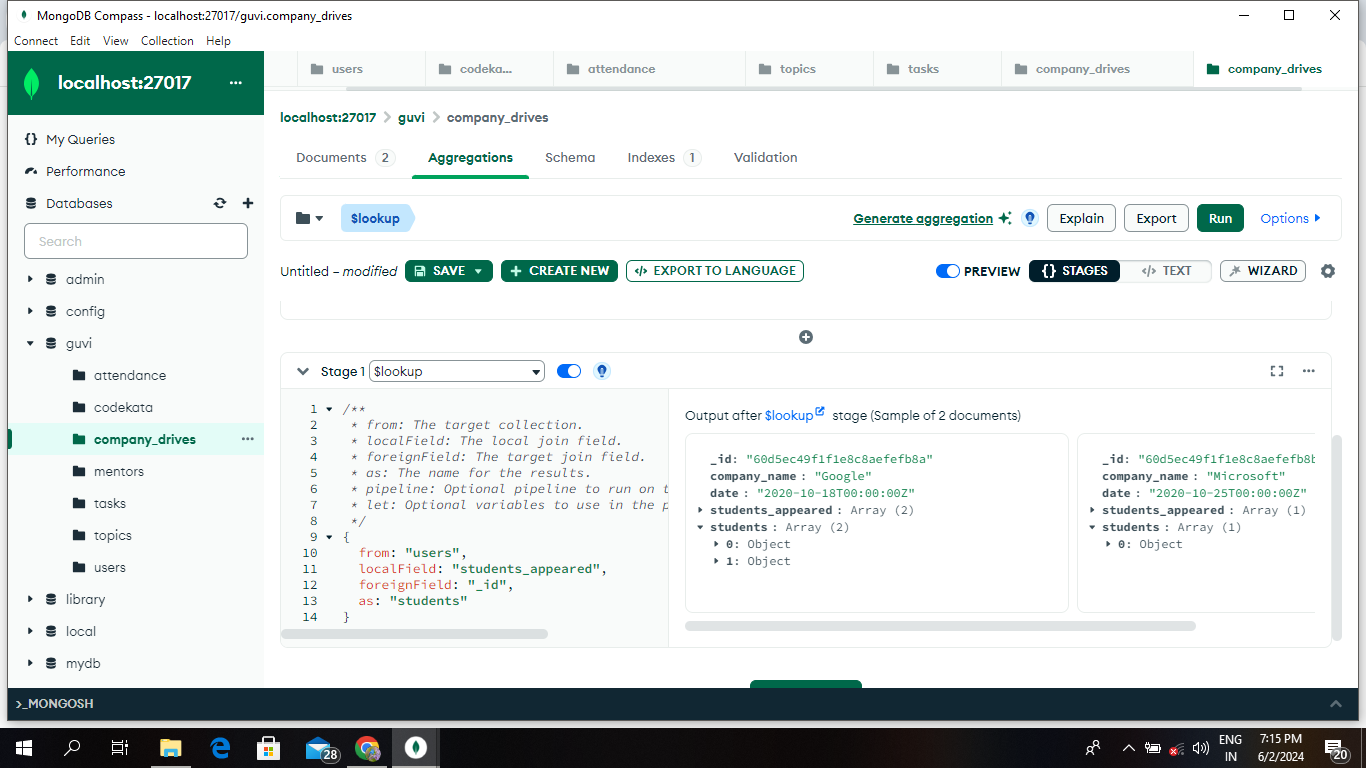 MongoDB Compass - localhost:27017/guvi.company_drives
Connect Edit View Collection Help
localhost:27017 ...
users codeka... attendance topics tasks company_drives company_drives
localhost:27017 > guvi > company_drives
{} My Queries
Performance
Databases
Search
admin
config
guvi
attendance
codekata
company_drives ...
mentors
tasks
topics
users
library
local
mydb
Documents 2 Aggregations Schema Indexes 1 Validation
$lookup Generate aggregation Explain Export Run Options
Untitled – modified SAVE + CREATE NEW </> EXPORT TO LANGUAGE PREVIEW {} STAGES </> TEXT WIZARD
Stage 1 $lookup ...
1 /**
2 * from: The target collection.
3 * localField: The local join field.
4 * foreignField: The target join field.
5 * as: The name for the results.
6 * pipeline: Optional pipeline to run on t
7 * let: Optional variables to use in the p
8 */
9 {
10 from: "users",
11 localField: "students_appeared",
12 foreignField: "_id",
13 as: "students"
14 }
Output after $lookup stage (Sample of 2 documents)
_id: "60d5ec49f1f1e8c8aefefb8a"
company_name : "Google"
date : "2020-10-18T00:00:00Z"
students_appeared : Array (2)
students : Array (2)
0: Object
1: Object
_id: "60d5ec49f1f1e8c8aefefb8b
company_name : "Microsoft"
date : "2020-10-25T00:00:00Z"
students_appeared : Array (1)
students : Array (1)
0: Object
>_MONGOSH
28
ENG
IN
7:15 PM
6/2/2024
20